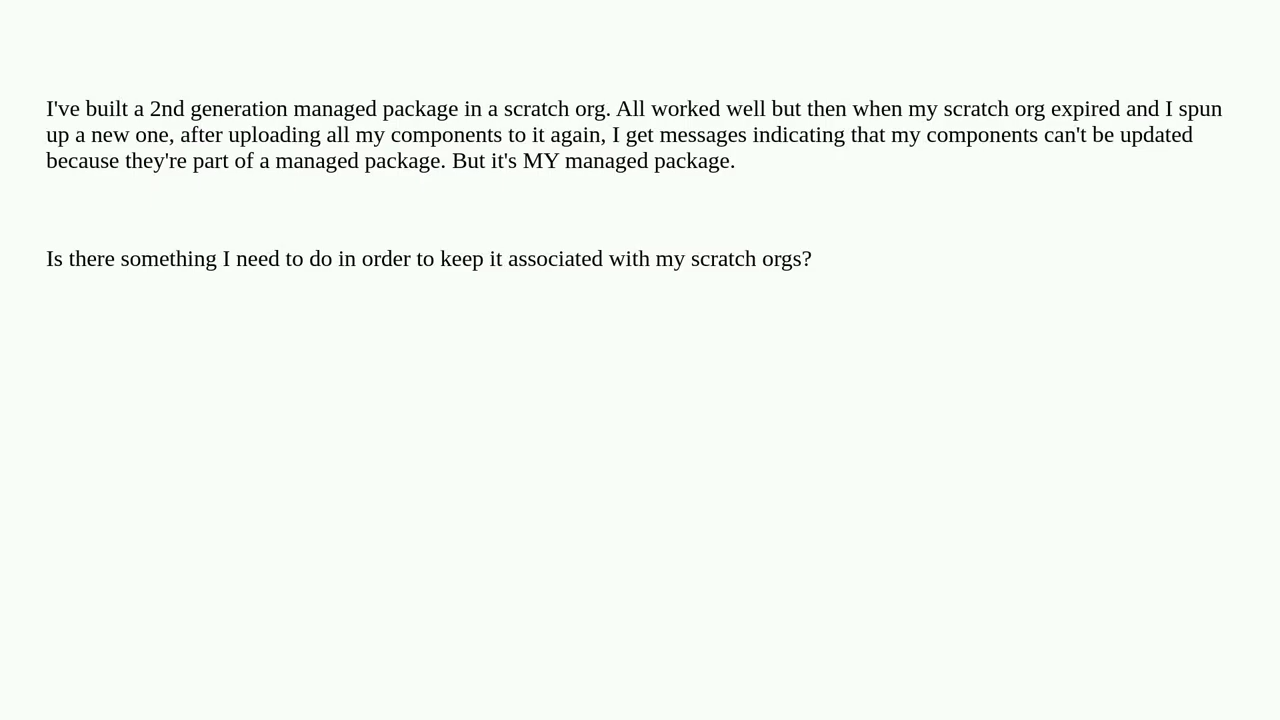 I've built a 2nd generation managed package in a scratch org. All worked well but then when my scratch org expired and I spun
up a new one, after uploading all my components to it again, I get messages indicating that my components can't be updated
because they're part of a managed package. But it's MY managed package.
Is there something I need to do in order to keep it associated with my scratch orgs?